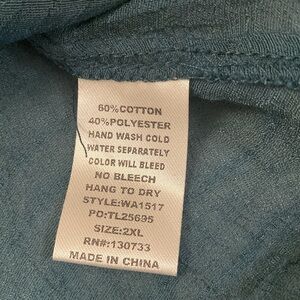 60%COTTON
40%POLYESTER
HAND WASH COLD
WATER SEPARATELY
COLOR WILL BLEED
NO BLEECH
HANG TO DRY
STYLE:WA1517
PO:TL25695
SIZE:2XL
RN#:130733
MADE IN CHINA